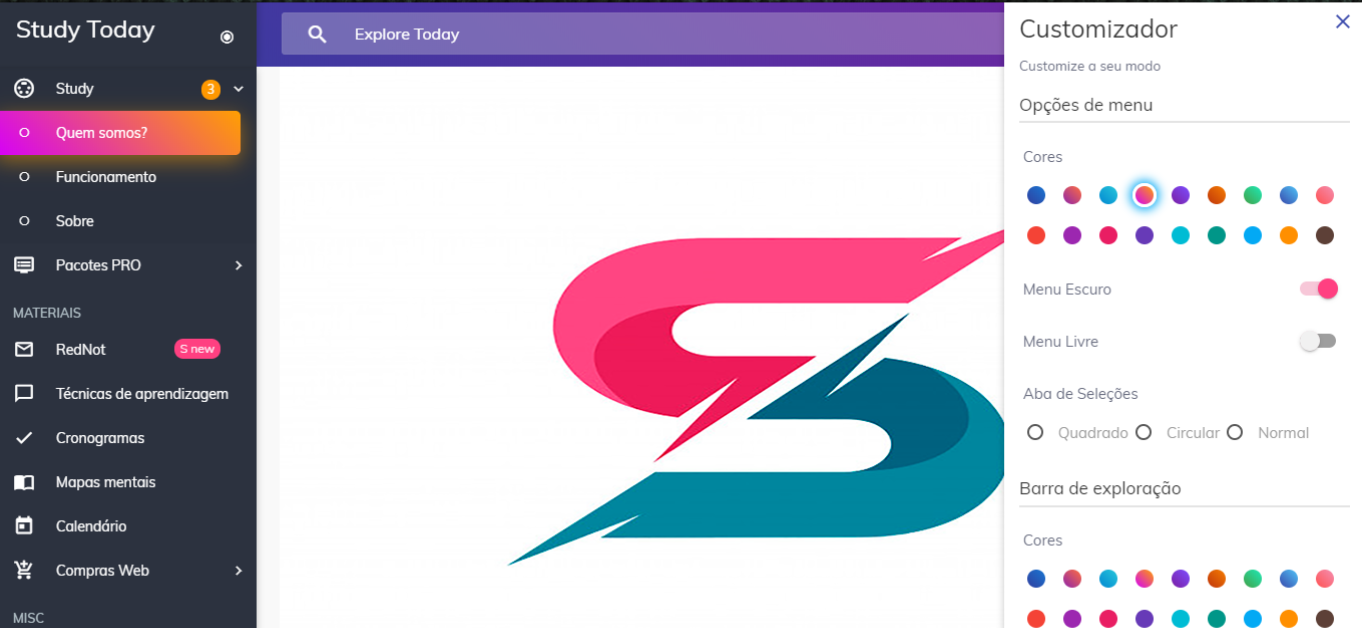 Study Today
Study 3
Quem somos?
Funcionamento
Sobre
Pacotes PRO
MATERIAIS
RedNot S new
Técnicas de aprendizagem
Cronogramas
Mapas mentais
Calendário
Compras Web
MISC
Explore Today
Customizador
Customize a seu modo
Opções de menu
Cores
Menu Escuro
Menu Livre
Aba de Seleções
Quadrado Circular Normal
Barra de exploração
Cores